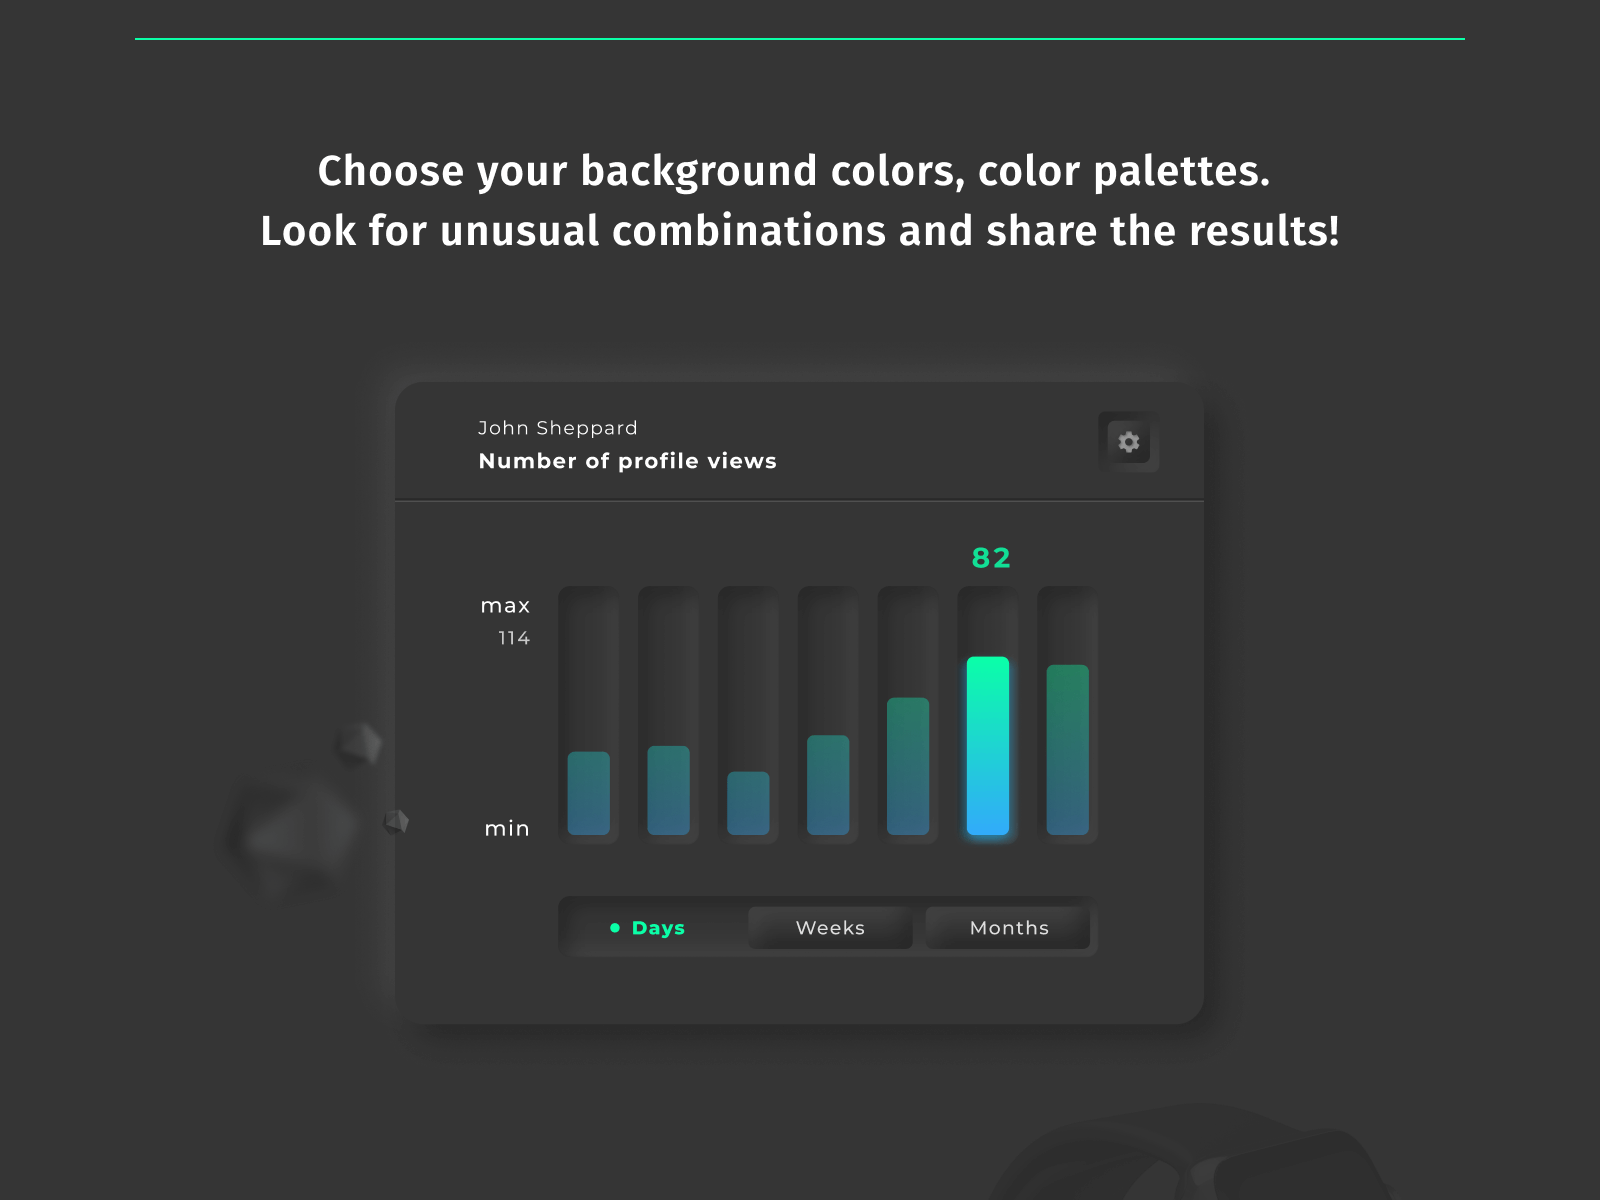 Choose your background colors, color palettes.
Look for unusual combinations and share the results!
John Sheppard
Number of profile views
82
max
114
min
Days
Weeks
Months